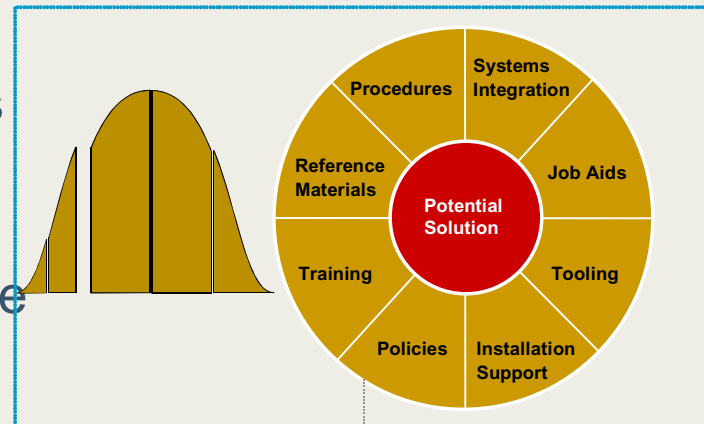 Systems
Integration
Procedures
Reference
Materials
Job Aids
Potential
Solution
Training
Tooling
Policies
Installation
Support
s
e